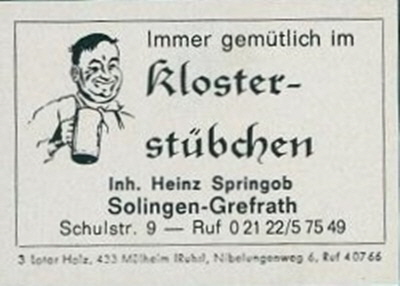 Immer gemütlich im
Kloster-
stübchen
Inh. Heinz Springob
Solingen-Grefrath
Schulstr. 9 — Ruf 0 21 22/5 75 49
3 Lotar Holz, 433 Mülheim (Ruhr), Nibelungenweg 6, Ruf 40766